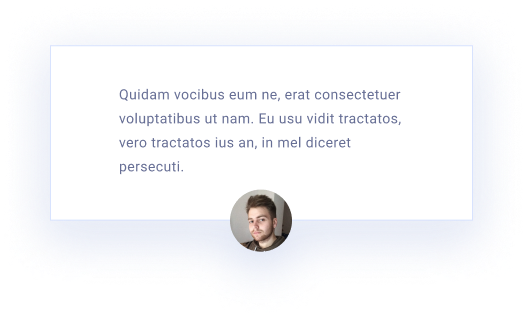 Quidam vocibus eum ne, erat consectetuer
voluptatibus ut nam. Eu usu vidit tractatos,
vero tractatos ius an, in mel diceret
persecuti.